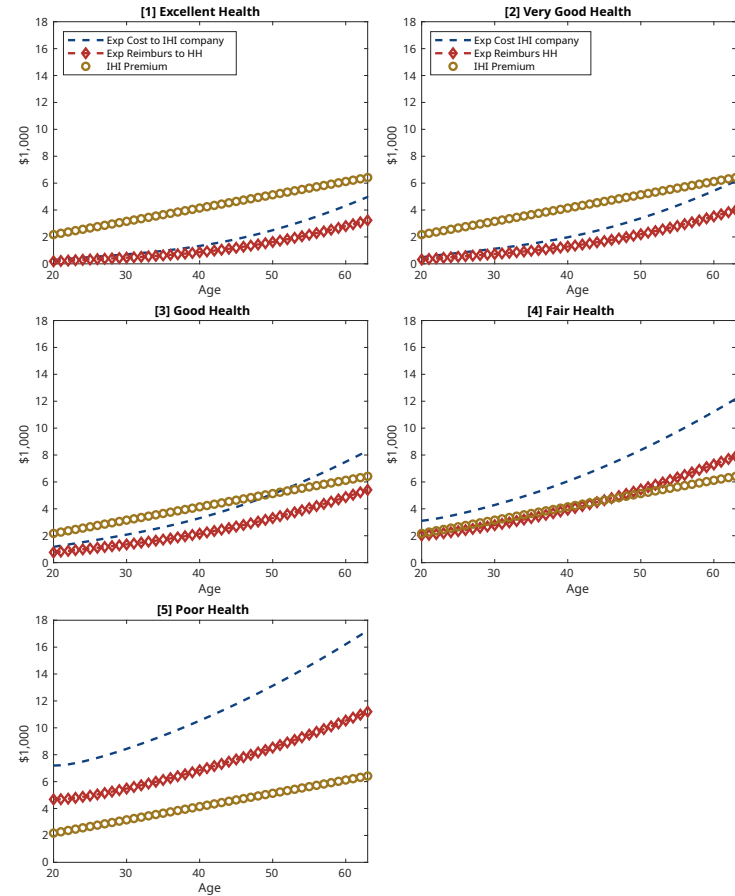 [1] Excellent Health
18
16
14
12
10
8
6
4
2
0
$1,000
Exp Cost to IHI company
Exp Reimburs to HH
IHI Premium
20 30 40 50 60
Age
[2] Very Good Health
18
16
14
12
10
8
6
4
2
0
$1,000
Exp Cost IHI company
Exp Reimburs HH
IHI Premium
20 30 40 50 60
Age
[3] Good Health
18
16
14
12
10
8
6
4
2
0
$1,000
20 30 40 50 60
Age
[4] Fair Health
18
16
14
12
10
8
6
4
2
0
$1,000
20 30 40 50 60
Age
[5] Poor Health
18
16
14
12
10
8
6
4
2
0
$1,000
20 30 40 50 60
Age